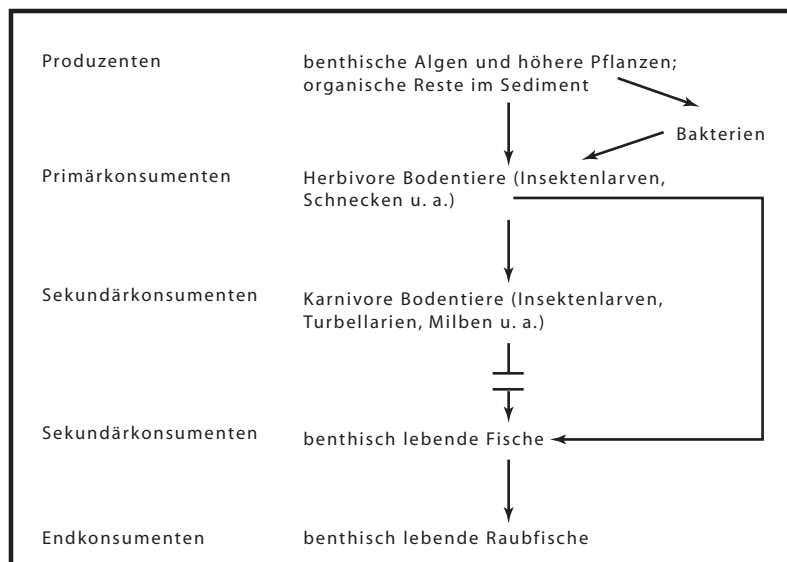 Produzenten
benthische Algen und höhere Pflanzen;
organische Reste im Sediment
Bakterien
Primärkonsumenten
Herbivore Bodentiere (Insektenlarven,
Schnecken u. a.)
Sekundärkonsumenten
Karnivore Bodentiere (Insektenlarven,
Turbellarien, Milben u. a.)
Sekundärkonsumenten
benthisch lebende Fische
Endkonsumenten
benthisch lebende Raubfische